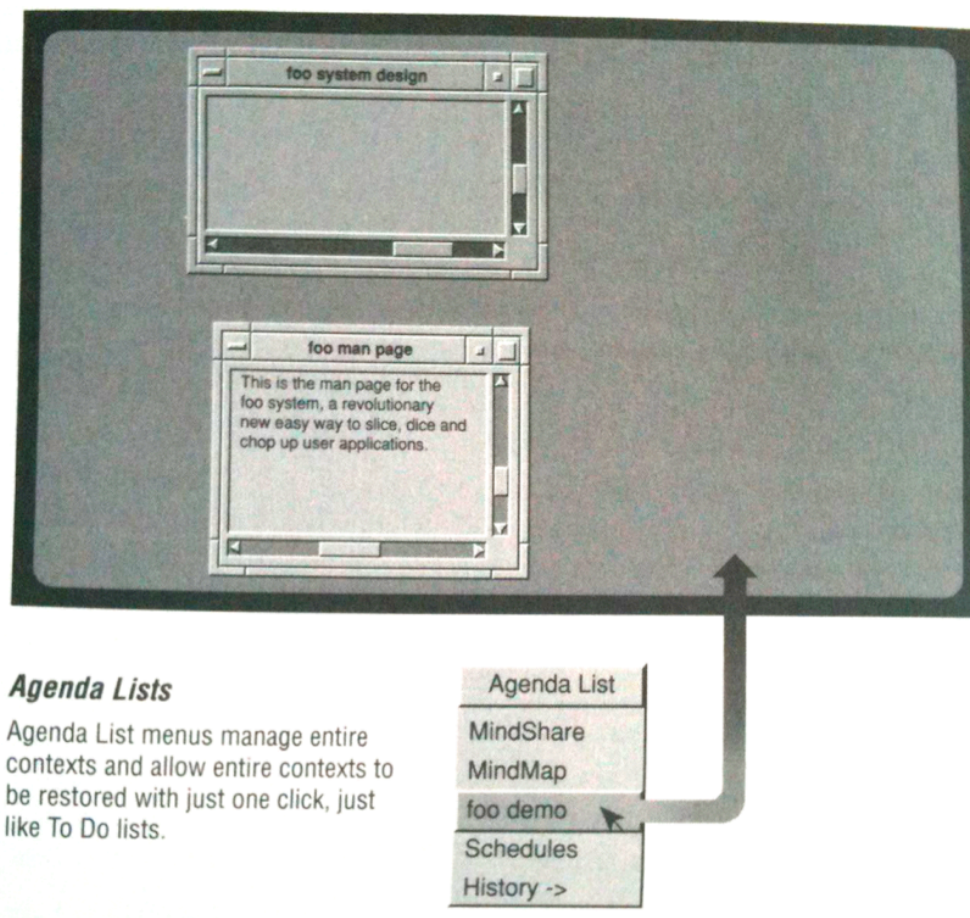 foo system design
foo man page
This is the man page for the
foo system, a revolutionary
new easy way to slice, dice and
chop up user applications.
Agenda Lists
Agenda List menus manage entire
contexts and allow entire contexts to
be restored with just one click, just
like To Do lists.
Agenda List
MindShare
MindMap
foo demo
Schedules
History ->